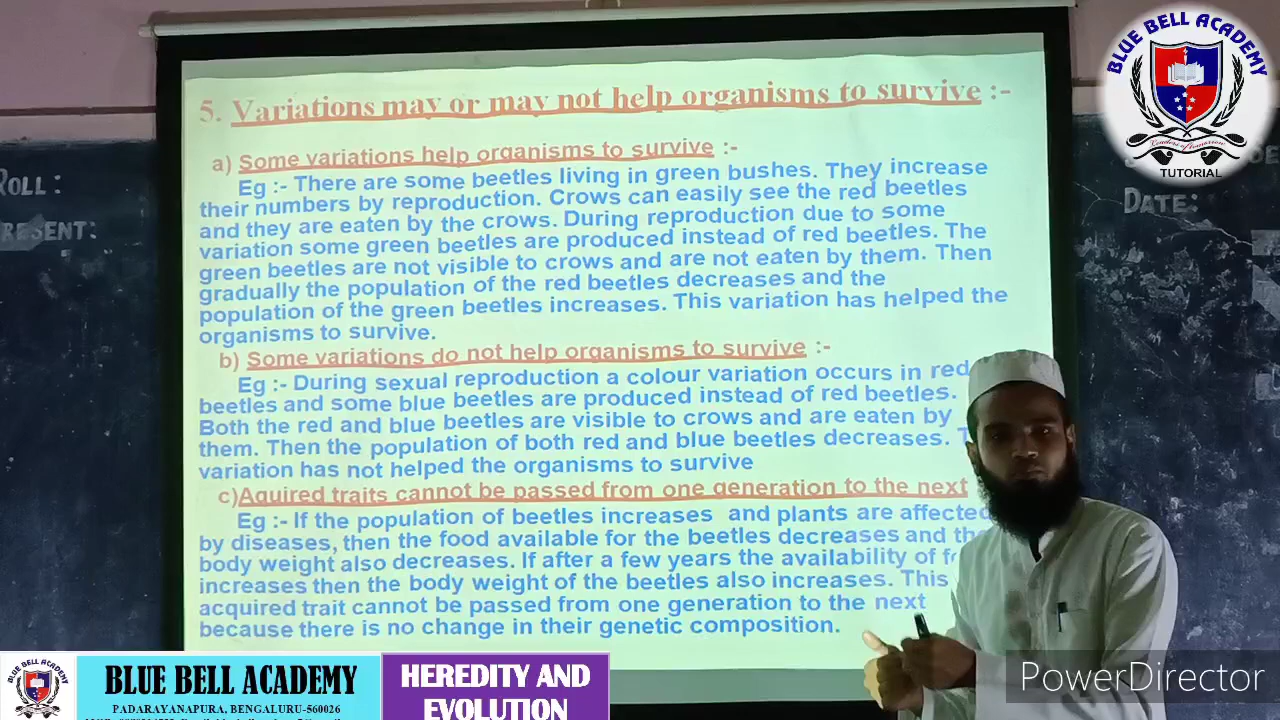 5. Variations may or may not help organisms to survive :-
a) Some variations help organisms to survive :-
Eg :- There are some beetles living in green bushes. They increase
their numbers by reproduction. Crows can easily see the red beetles
and they are eaten by the crows. During reproduction due to some
variation some green beetles are produced instead of red beetles. The
green beetles are not visible to crows and are not eaten by them. Then
gradually the population of the red beetles decreases and the
population of the green beetles increases. This variation has helped the
organisms to survive.
b) Some variations do not help organisms to survive :-
Eg :- During sexual reproduction a colour variation occurs in red
beetles and some blue beetles are produced instead of red beetles.
Both the red and blue beetles are visible to crows and are eaten by
them. Then the population of both red and blue beetles decreases.
variation has not helped the organisms to survive
c)Aquired traits cannot be passed from one generation to the next
Eg :- If the population of beetles increases and plants are affected
by diseases, then the food available for the beetles decreases and
body weight also decreases. If after a few years the availability of
increases then the body weight of the beetles also increases. This
acquired trait cannot be passed from one generation to the next
because there is no change in their genetic composition.
ROLL:
PRESENT:
DATE:
BLUE BELL ACADEMY
Leaders of tomorrow
TUTORIAL
BLUE BELL ACADEMY
BLUE BELL ACADEMY
PADARAYANAPURA, BENGALURU-560026
HEREDITY AND
EVOLUTION
PowerDirector